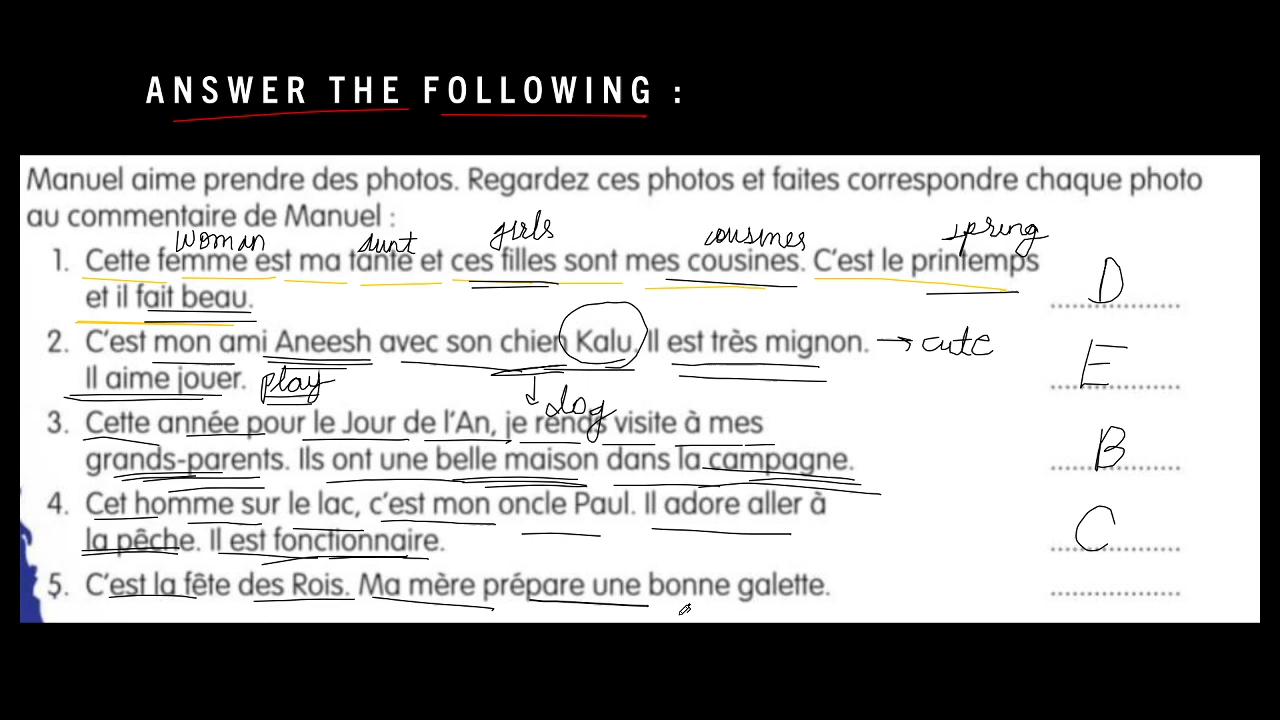 ANSWER THE FOLLOWING :
Manuel aime prendre des photos. Regardez ces photos et faites correspondre chaque photo
au commentaire de Manuel :
woman aunt girls cousines spring
1. Cette femme est ma tante et ces filles sont mes cousines. C'est le printemps
et il fait beau. D
2. C'est mon ami Aneesh avec son chien Kalu. Il est très mignon. → cute
Il aime jouer. play E
dog
3. Cette année pour le Jour de l'An, je rends visite à mes
grands-parents. Ils ont une belle maison dans la campagne. B
4. Cet homme sur le lac, c'est mon oncle Paul. Il adore aller à
la pêche. Il est fonctionnaire. C
5. C'est la fête des Rois. Ma mère prépare une bonne galette. ..................